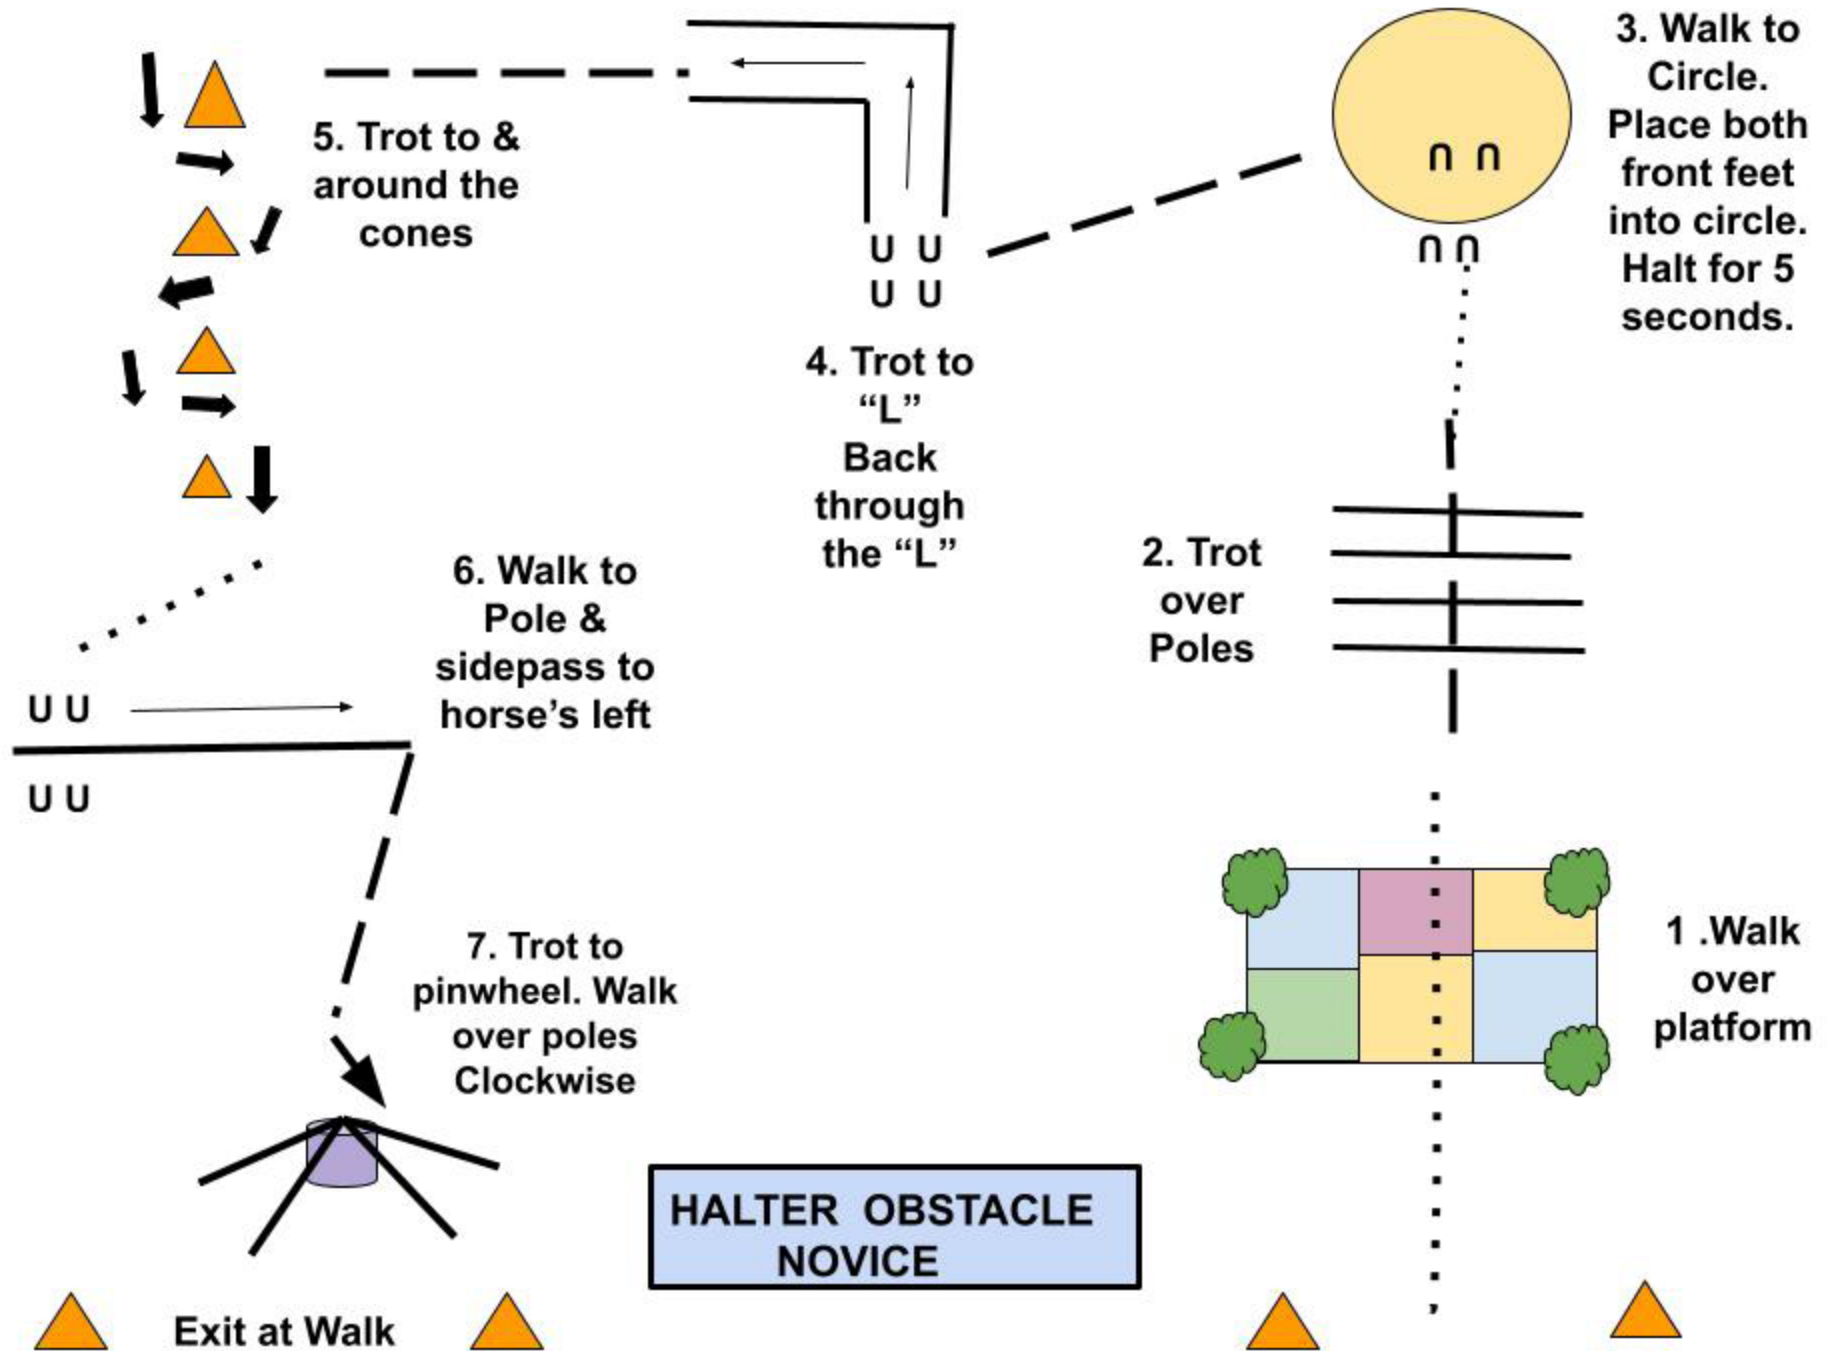 3. Walk to
Circle.
Place both
front feet
into circle.
Halt for 5
seconds.
5. Trot to &
around the
cones
U U
U U
4. Trot to
“L”
Back
through
the “L”
2. Trot
over
Poles
6. Walk to
Pole &
sidepass to
horse’s left
U U
U U
7. Trot to
pinwheel. Walk
over poles
Clockwise
1 .Walk
over
platform
HALTER OBSTACLE
NOVICE
Exit at Walk